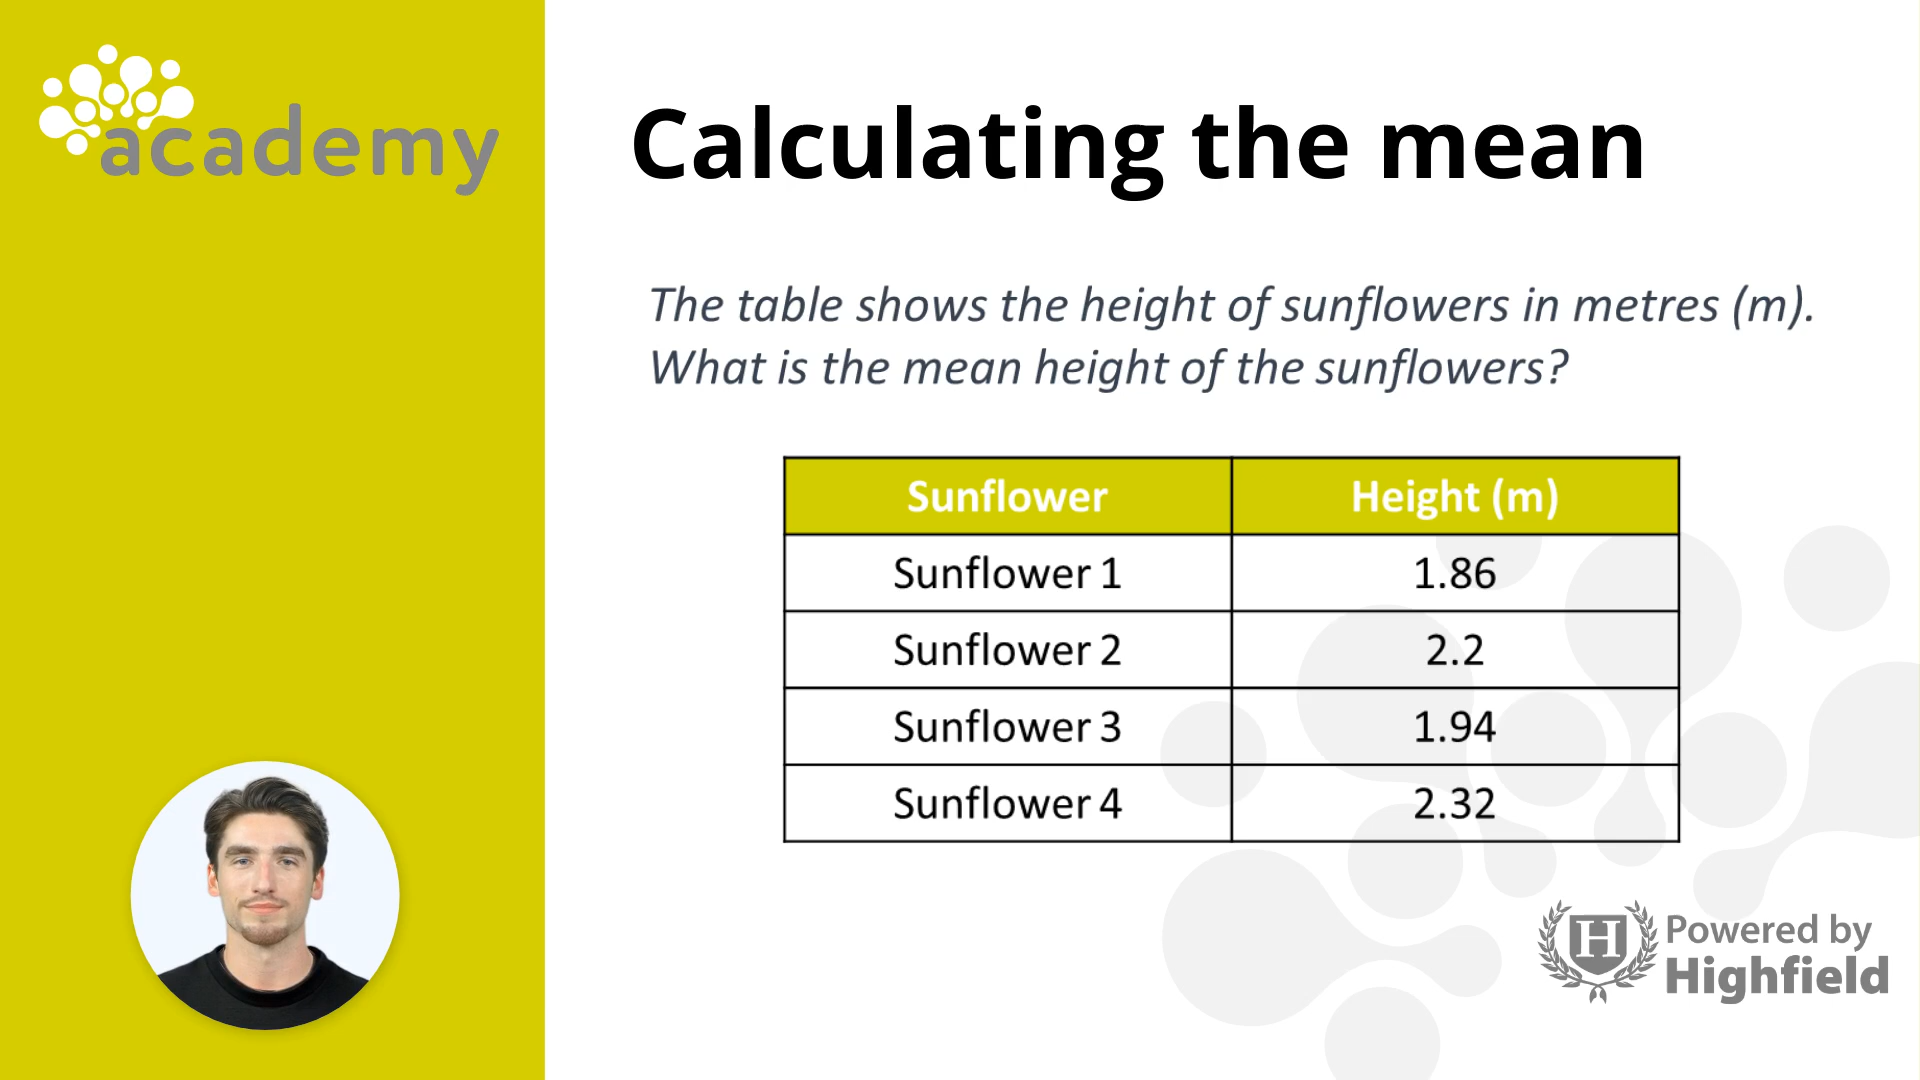 academy
Calculating the mean
The table shows the height of sunflowers in metres (m).
What is the mean height of the sunflowers?
Sunflower Height (m)
Sunflower 1 1.86
Sunflower 2 2.2
Sunflower 3 1.94
Sunflower 4 2.32
H
Powered by
Highfield